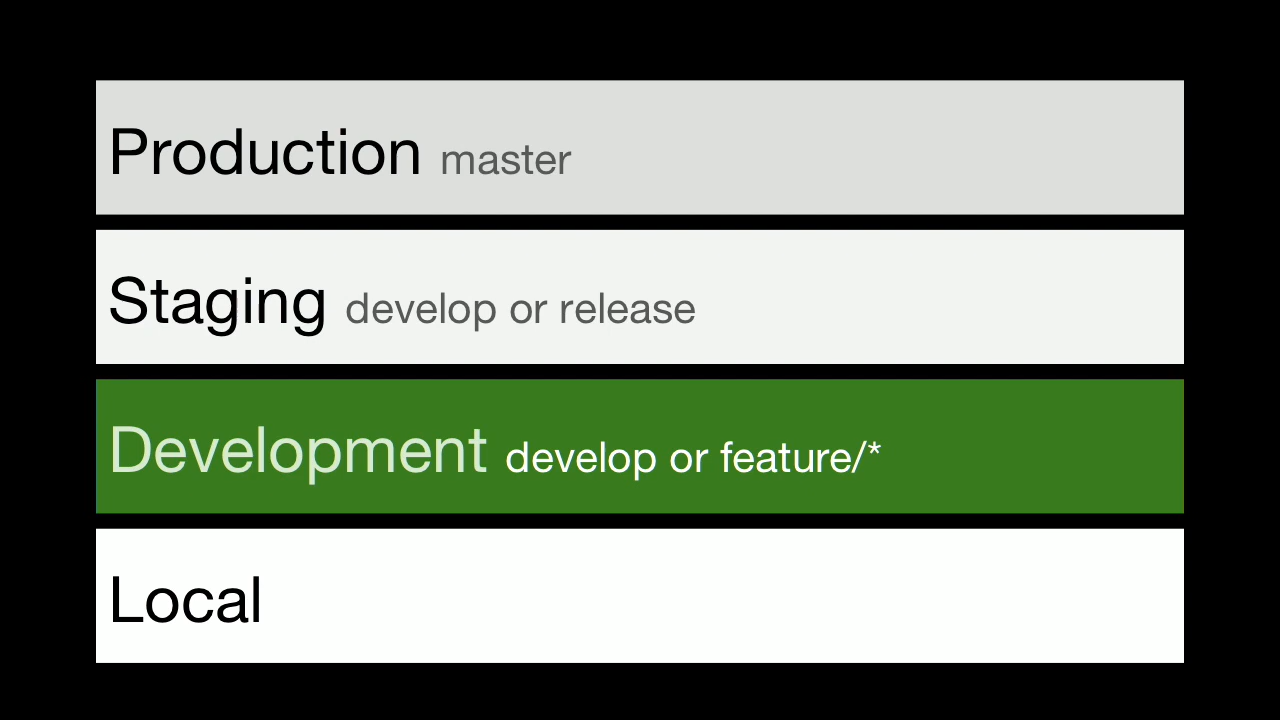 Production master
Staging develop or release
Development develop or feature/*
Local